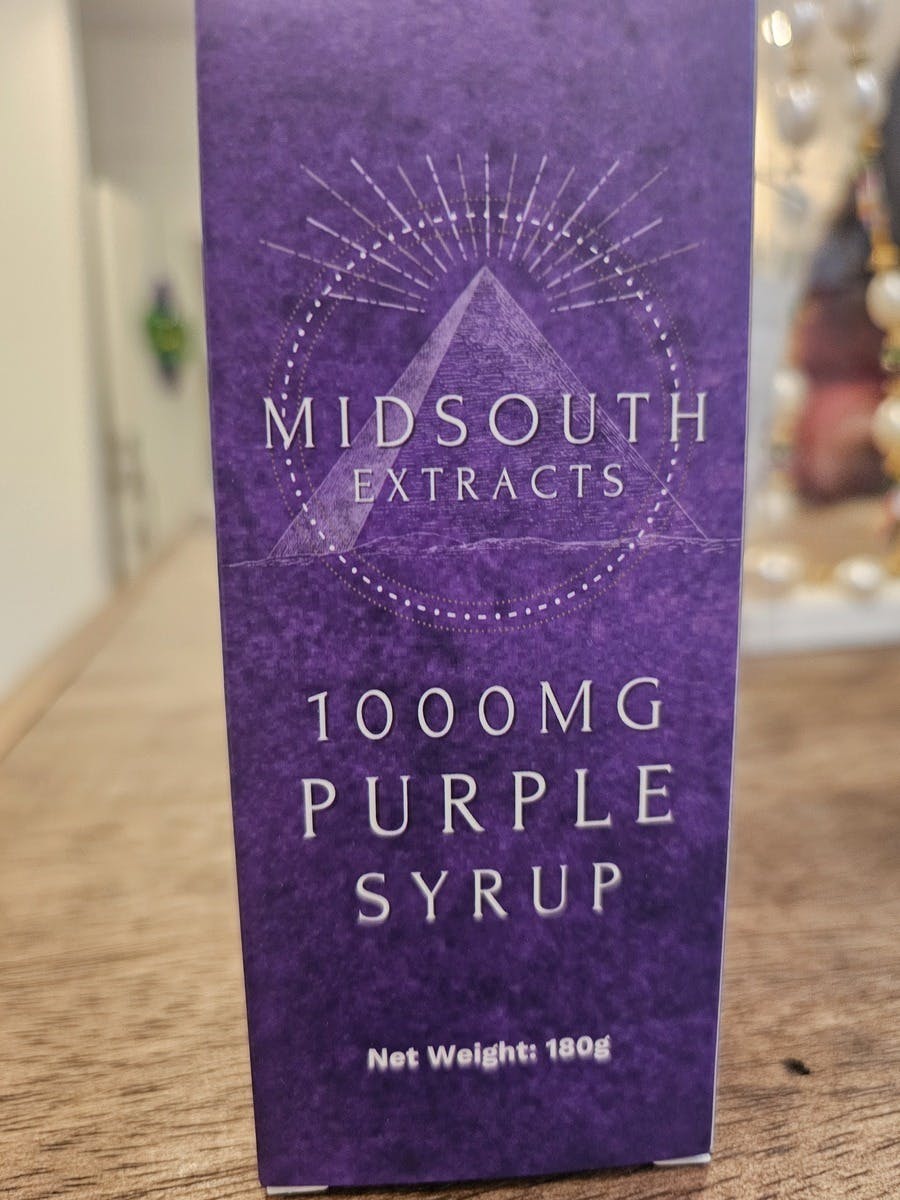 MIDSOUTH
EXTRACTS
1000MG
PURPLE
SYRUP
Net Weight: 180g